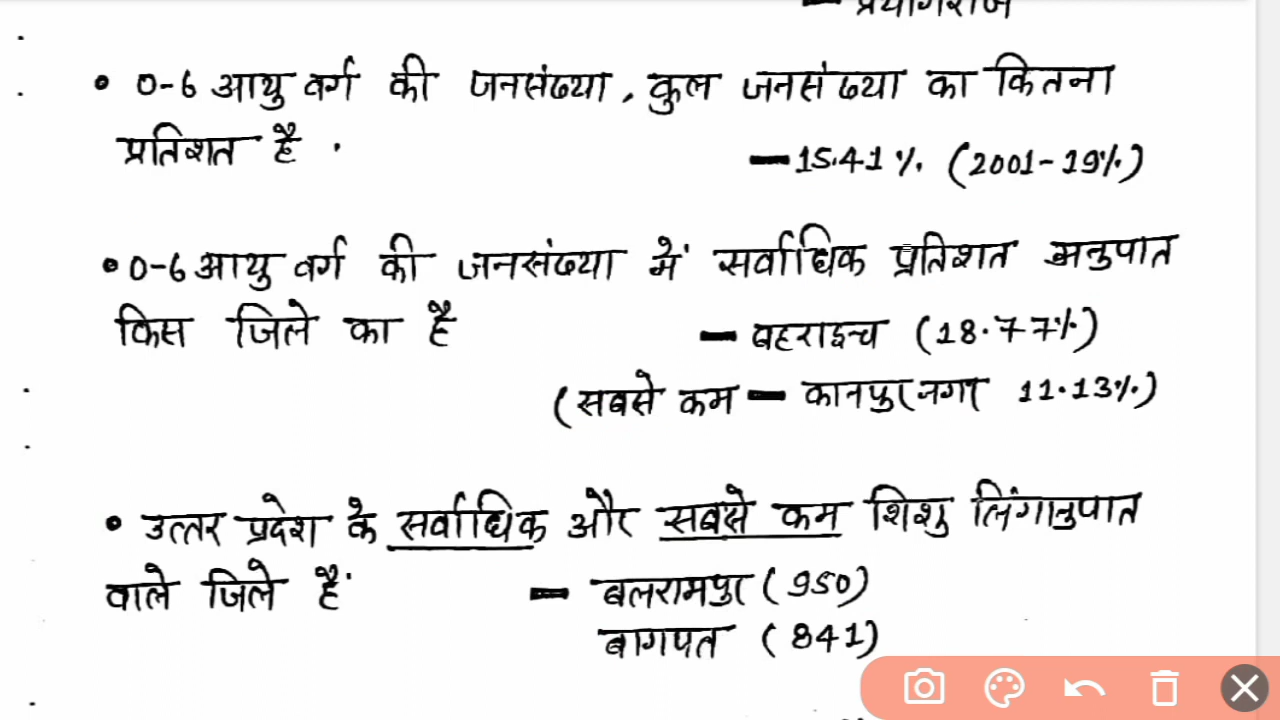 — प्रयागराज
• 0-6 आयु वर्ग की जनसंख्या, कुल जनसंख्या का कितना
प्रतिशत है .
— 15.41% (2001-19%)
• 0-6 आयु वर्ग की जनसंख्या में सर्वाधिक प्रतिशत अनुपात
किस जिले का है
— बहराइच (18.77%)
(सबसे कम — कानपुर नगर 11.13%)
• उत्तर प्रदेश के सर्वाधिक और सबसे कम शिशु लिंगानुपात
वाले जिले हैं
— बलरामपुर (950)
बागपत (841)